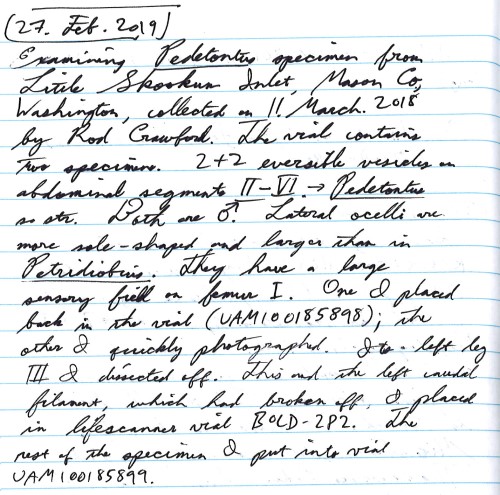 (27. Feb. 2019)
Examining Pedetontus specimen from
Little Skookum Inlet, Mason Co.,
Washington, collected on 11. March. 2018
by Rod Crawford. The vial contains
two specimens. 2+2 eversible vesicles on
abdominal segments II-VI. → Pedetontus
so str. Both are ♂. Lateral ocelli are
more sole-shaped and larger than in
Petridiobius. They have a large
sensory field on femur I. One I placed
back in the vial (UAM100185898); the
other I quickly photographed. Its left leg
III I dissected off. This and the left caudal
filament, which had broken off, I placed
in lifescanner vial BOLD-2P2. The
rest of the specimen I put into vial
UAM100185899.